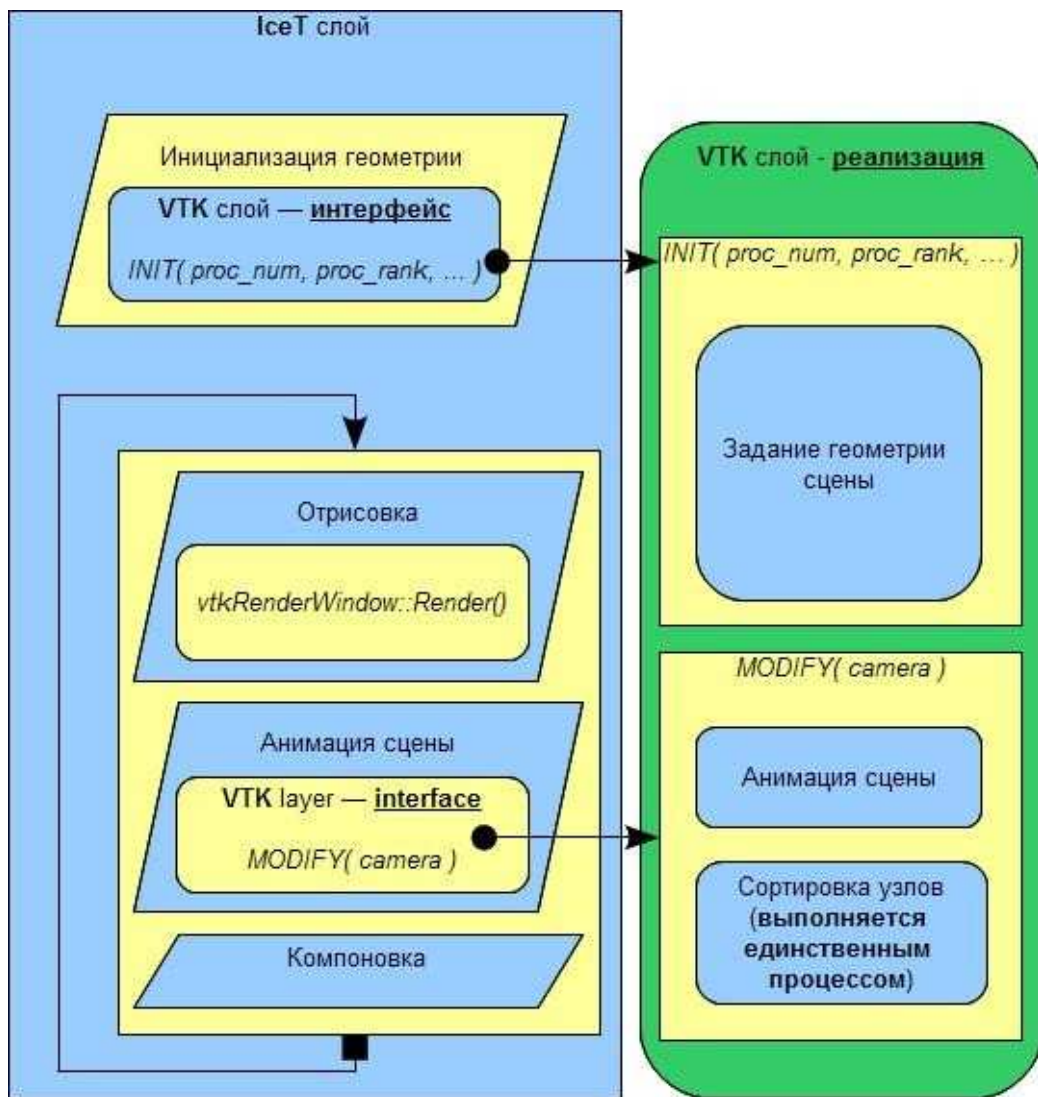 IceT слой
Инициализация геометрии
VTK слой — интерфейс
INIT( proc_num, proc_rank, ... )
Отрисовка
vtkRenderWindow::Render()
Анимация сцены
VTK layer — interface
MODIFY( camera )
Компоновка
VTK слой - реализация
INIT( proc_num, proc_rank, ... )
Задание геометрии
сцены
MODIFY( camera )
Анимация сцены
Сортировка узлов
(выполняется
единственным
процессом)